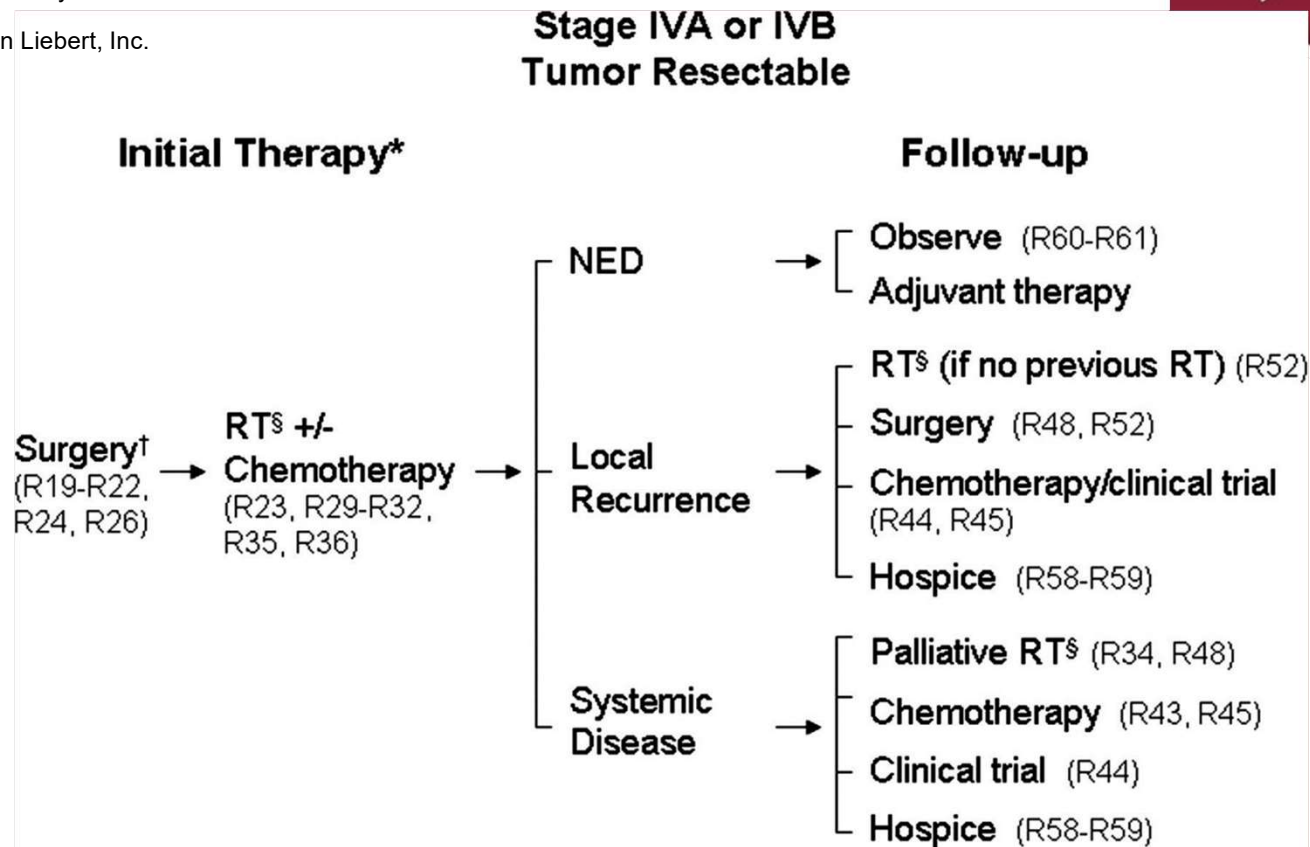 n Liebert, Inc.
Stage IVA or IVB
Tumor Resectable
Initial Therapy*
Follow-up
Surgery†
(R19-R22,
R24, R26)
RT§ +/-
Chemotherapy
(R23, R29-R32,
R35, R36)
NED
Observe (R60-R61)
Adjuvant therapy
Local
Recurrence
RT§ (if no previous RT) (R52)
Surgery (R48, R52)
Chemotherapy/clinical trial
(R44, R45)
Hospice (R58-R59)
Systemic
Disease
Palliative RT§ (R34, R48)
Chemotherapy (R43, R45)
Clinical trial (R44)
Hospice (R58-R59)